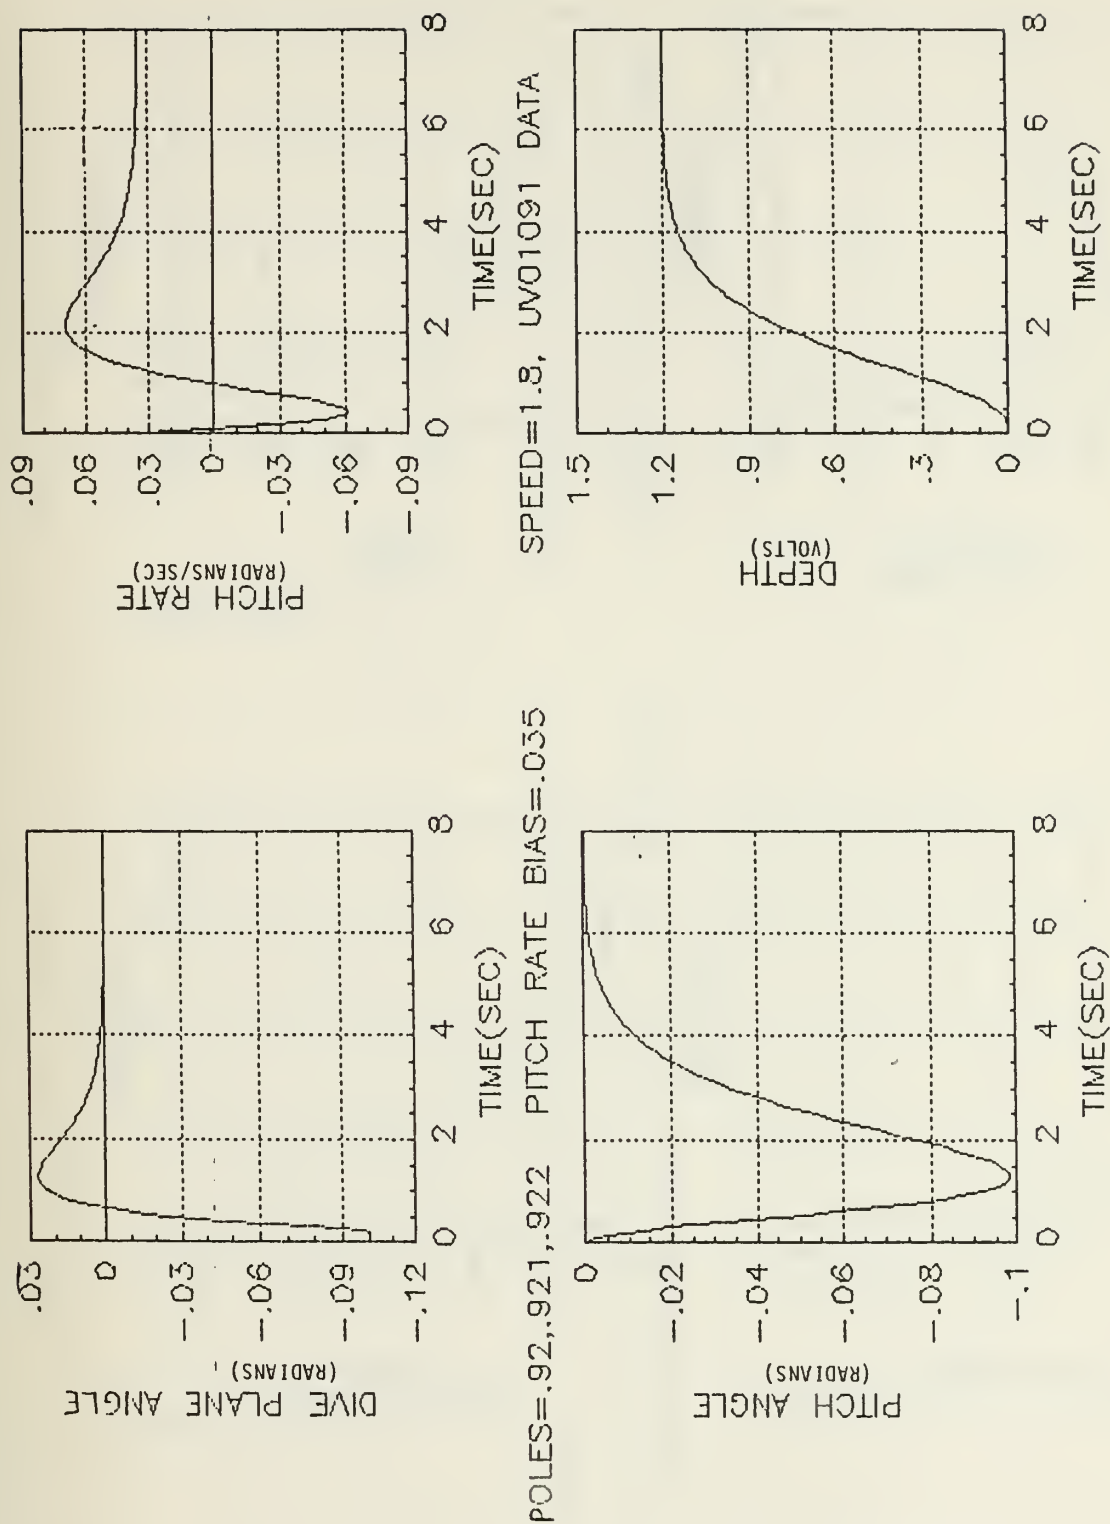 DIVE PLANE ANGLE
(RADIANS)
.03
0
-.03
-.06
-.09
-.12
0 2 4 6 8
TIME(SEC)
PITCH RATE
(RADIANS/SEC)
.09
.06
.03
0
-.03
-.06
-.09
0 2 4 6 8
TIME(SEC)
POLES=.92,.921,.922 PITCH RATE BIAS=.035 SPEED=1.8, UV01091 DATA
PITCH ANGLE
(RADIANS)
0
-.02
-.04
-.06
-.08
-.1
0 2 4 6 8
TIME(SEC)
DEPTH
(VOLTS)
1.5
1.2
.9
.6
.3
0
0 2 4 6 8
TIME(SEC)